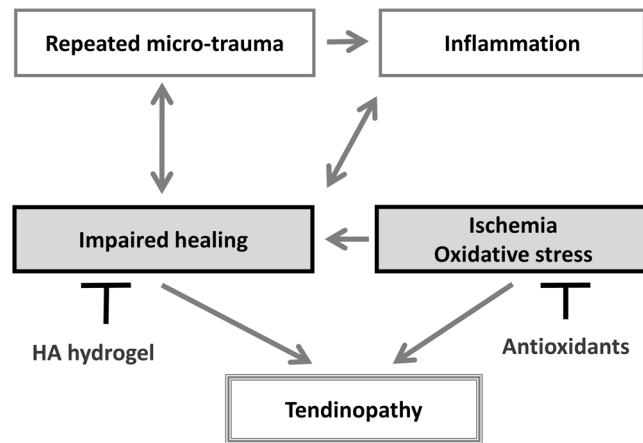 Repeated micro-trauma
Inflammation
Impaired healing
Ischemia
Oxidative stress
HA hydrogel
Antioxidants
Tendinopathy